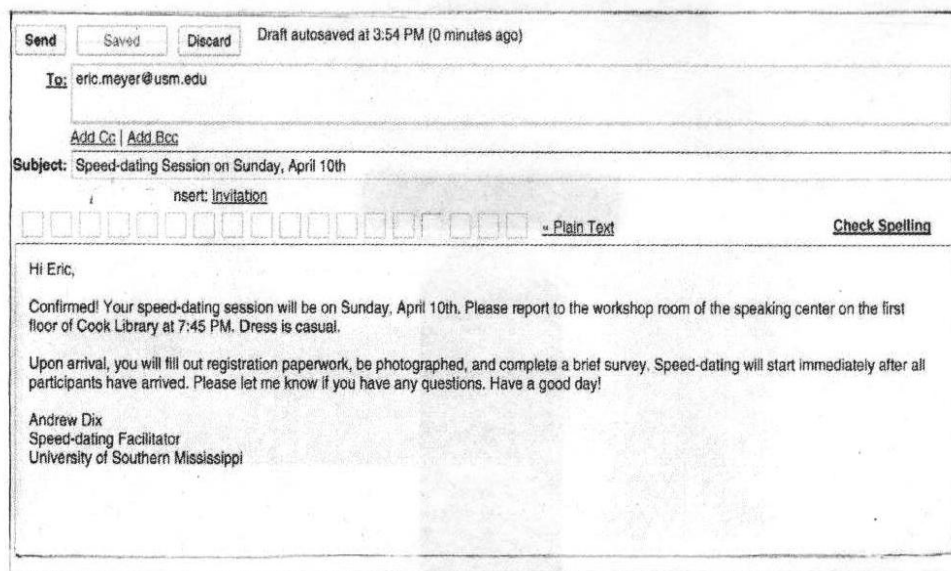 Send Saved Discard Draft autosaved at 3:54 PM (0 minutes ago)
To: eric.meyer@usm.edu
Add Cc | Add Bcc
Subject: Speed-dating Session on Sunday, April 10th
nsert: Invitation
« Plain Text Check Spelling
Hi Eric,
Confirmed! Your speed-dating session will be on Sunday, April 10th. Please report to the workshop room of the speaking center on the first
floor of Cook Library at 7:45 PM. Dress is casual.
Upon arrival, you will fill out registration paperwork, be photographed, and complete a brief survey. Speed-dating will start immediately after all
participants have arrived. Please let me know if you have any questions. Have a good day!
Andrew Dix
Speed-dating Facilitator
University of Southern Mississippi